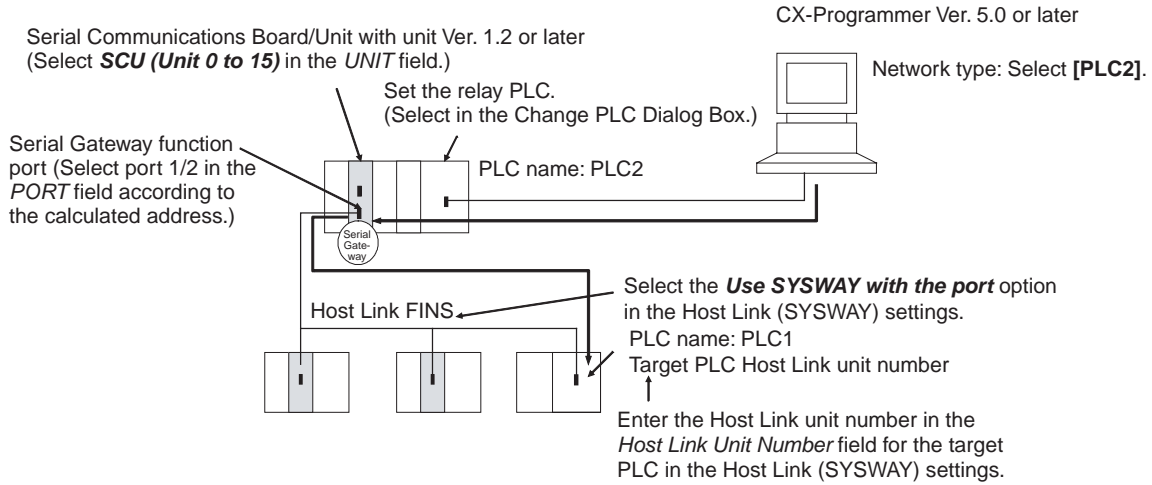 CX-Programmer Ver. 5.0 or later
Serial Communications Board/Unit with unit Ver. 1.2 or later
(Select SCU (Unit 0 to 15) in the UNIT field.)
Network type: Select [PLC2].
Set the relay PLC.
(Select in the Change PLC Dialog Box.)
Serial Gateway function
port (Select port 1/2 in the
PORT field according to
the calculated address.)
PLC name: PLC2
Serial
Gate-
way
Select the Use SYSWAY with the port option
in the Host Link (SYSWAY) settings.
Host Link FINS
PLC name: PLC1
Target PLC Host Link unit number
Enter the Host Link unit number in the
Host Link Unit Number field for the target
PLC in the Host Link (SYSWAY) settings.